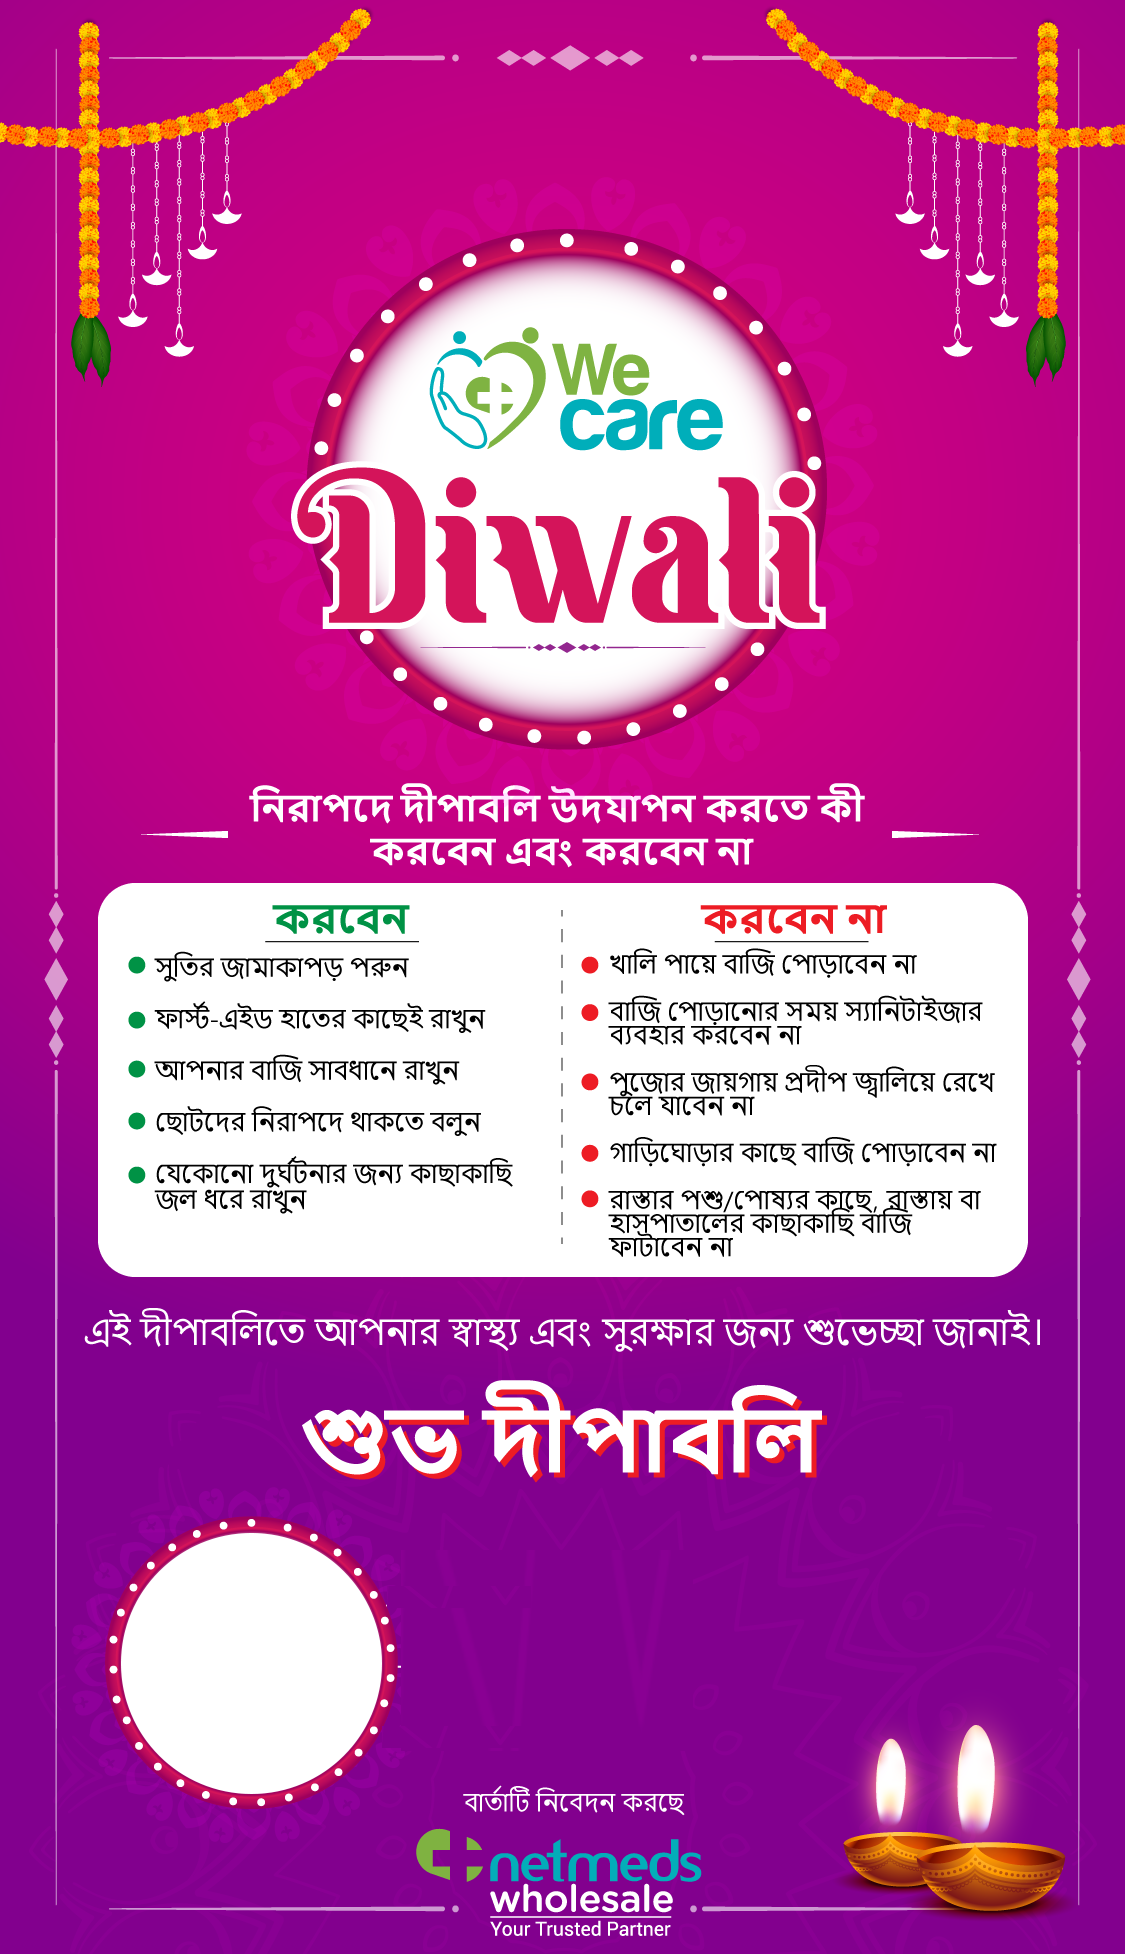 We
care
Diwali
নিরাপদে দীপাবলি উদযাপন করতে কী
করবেন এবং করবেন না
করবেন
সুতির জামাকাপড় পরুন
ফার্স্ট-এইড হাতের কাছেই রাখুন
আপনার বাজি সাবধানে রাখুন
ছোটদের নিরাপদে থাকতে বলুন
যেকোনো দুর্ঘটনার জন্য কাছাকাছি
জল ধরে রাখুন
করবেন না
খালি পায়ে বাজি পোড়াবেন না
বাজি পোড়ানোর সময় স্যানিটাইজার
ব্যবহার করবেন না
পুজোর জায়গায় প্রদীপ জ্বালিয়ে রেখে
চলে যাবেন না
গাড়িঘোড়ার কাছে বাজি পোড়াবেন না
রাস্তার পশু/পোষ্যর কাছে, রাস্তায় বা
হাসপাতালের কাছাকাছি বাজি
ফাটাবেন না
এই দীপাবলিতে আপনার স্বাস্থ্য এবং সুরক্ষার জন্য শুভেচ্ছা জানাই।
শুভ দীপাবলি
বার্তাটি নিবেদন করছে
netmeds
wholesale
Your Trusted Partner